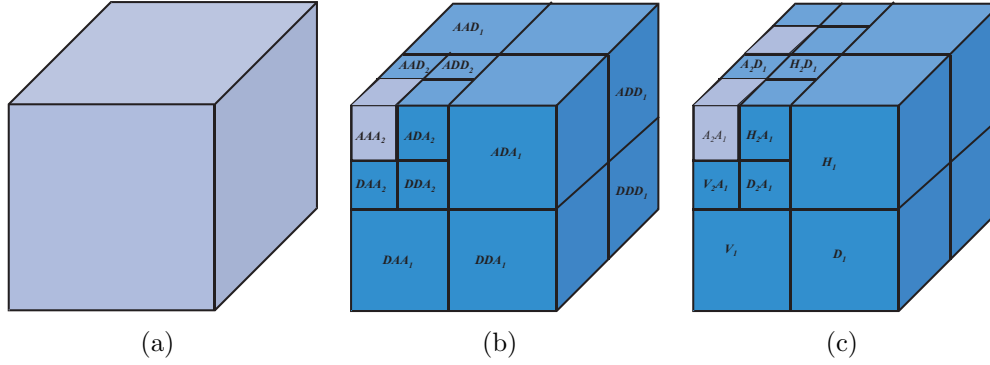 AAD₁
AAD₂ ADD₂
AAA₂ ADA₂
ADA₁
ADD₁
DAA₂ DDA₂
DDD₁
DAA₁ DDA₁
A₂D₁ H₂D₁
A₂A₁ H₂A₁
H₁
V₂A₁ D₂A₁
V₁ D₁
(a) (b) (c)